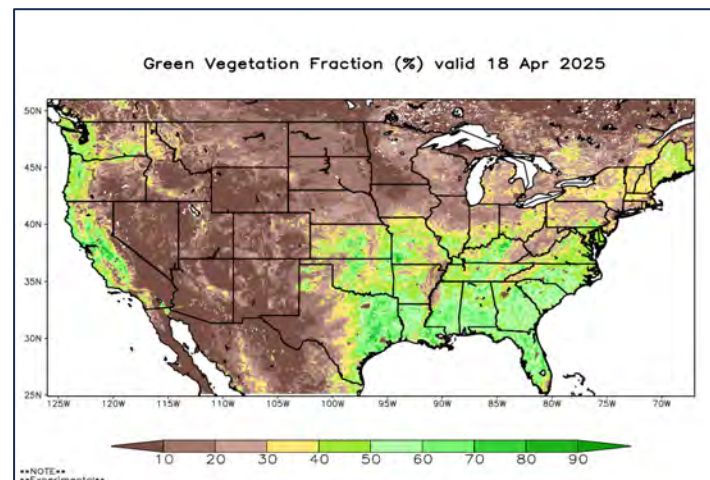 Green Vegetation Fraction (%) valid 18 Apr 2025
50N
45N
40N
35N
30N
25N
125W 120W 115W 110W 105W 100W 95W 90W 85W 80W 75W 70W
10 20 30 40 50 60 70 80 90
**NOTE**